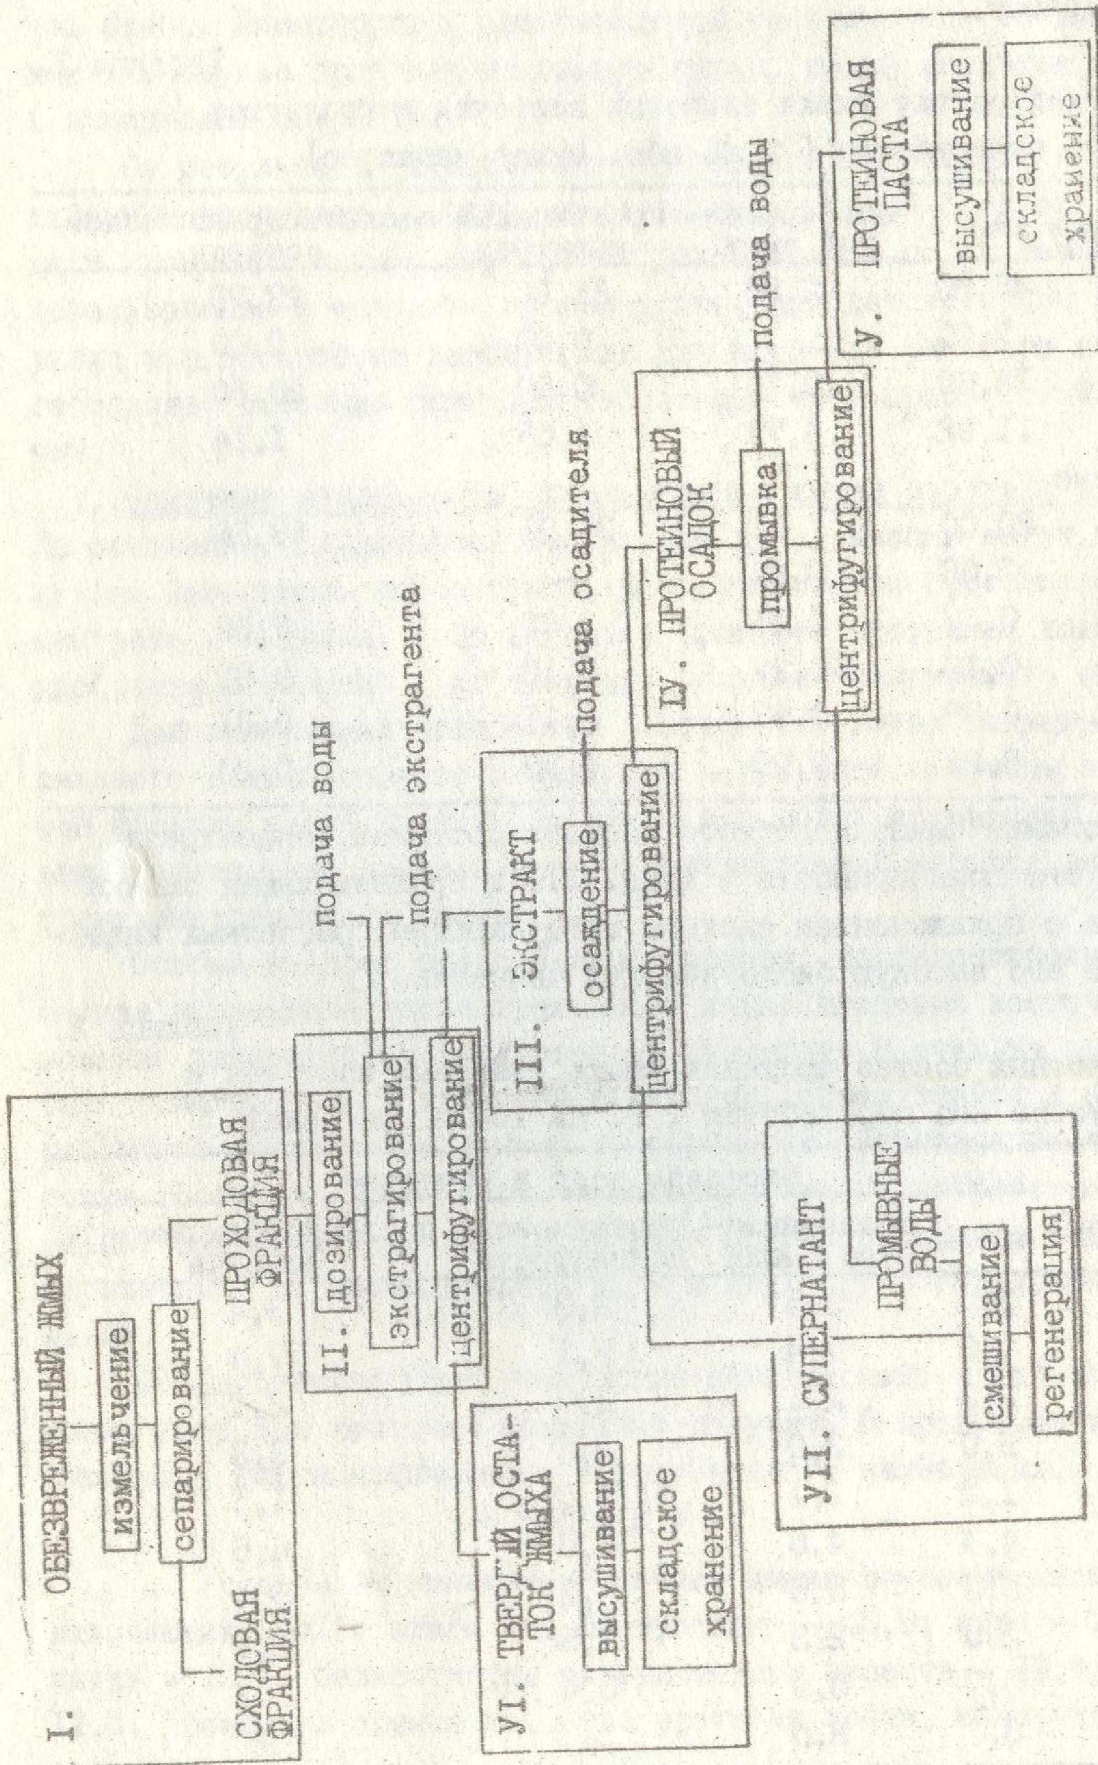 I. ОБЕЗВРЕЖЕННЫЙ ЖМЫХ
измельчение
сепарирование
СХОДОВАЯ
ФРАКЦИЯ
ПРОХОДОВАЯ
ФРАКЦИЯ
II. дозирование
экстрагирование
центрифугирование
подача воды
подача экстрагента
III. ЭКСТРАКТ
осаждение
подача осадителя
центрифугирование
IУ. ПРОТЕИНОВЫЙ
ОСАДОК
промывка
подача воды
центрифугирование
У. ПРОТЕИНОВАЯ
ПАСТА
высушивание
складское
хранение
УI. ТВЕРДЫЙ ОСТА-
ТОК ЖМЫХА
высушивание
складское
хранение
УII. СУПЕРНАТАНТ
ПРОМЫВНЫЕ
ВОДЫ
смешивание
регенерация